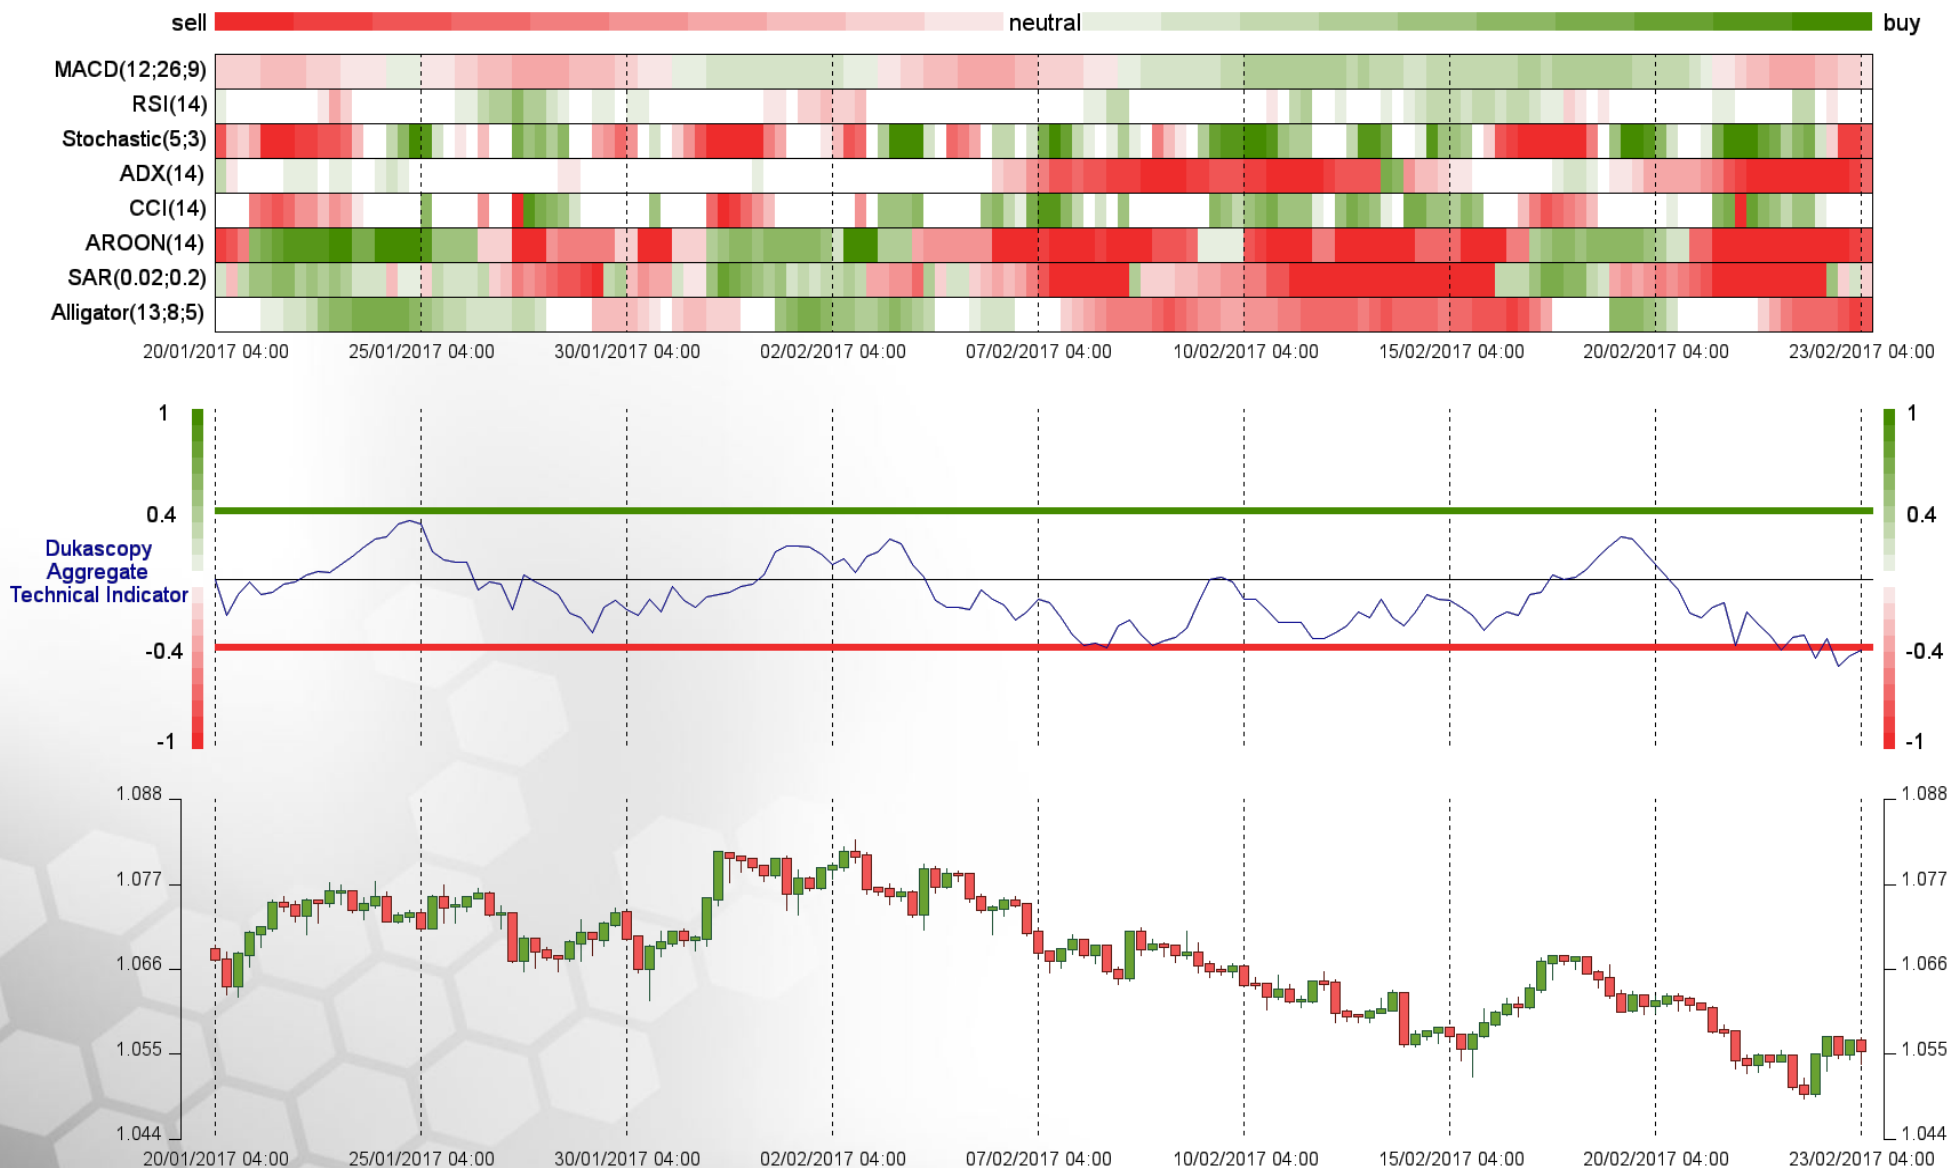 sell neutral buy
MACD(12;26;9)
RSI(14)
Stochastic(5;3)
ADX(14)
CCI(14)
AROON(14)
SAR(0.02;0.2)
Alligator(13;8;5)
20/01/2017 04:00 25/01/2017 04:00 30/01/2017 04:00 02/02/2017 04:00 07/02/2017 04:00 10/02/2017 04:00 15/02/2017 04:00 20/02/2017 04:00 23/02/2017 04:00
1 1
0.4 0.4
Dukascopy
Aggregate
Technical Indicator
-0.4 -0.4
-1 -1
1.088 1.088
1.077 1.077
1.066 1.066
1.055 1.055
1.044 1.044
20/01/2017 04:00 25/01/2017 04:00 30/01/2017 04:00 02/02/2017 04:00 07/02/2017 04:00 10/02/2017 04:00 15/02/2017 04:00 20/02/2017 04:00 23/02/2017 04:00